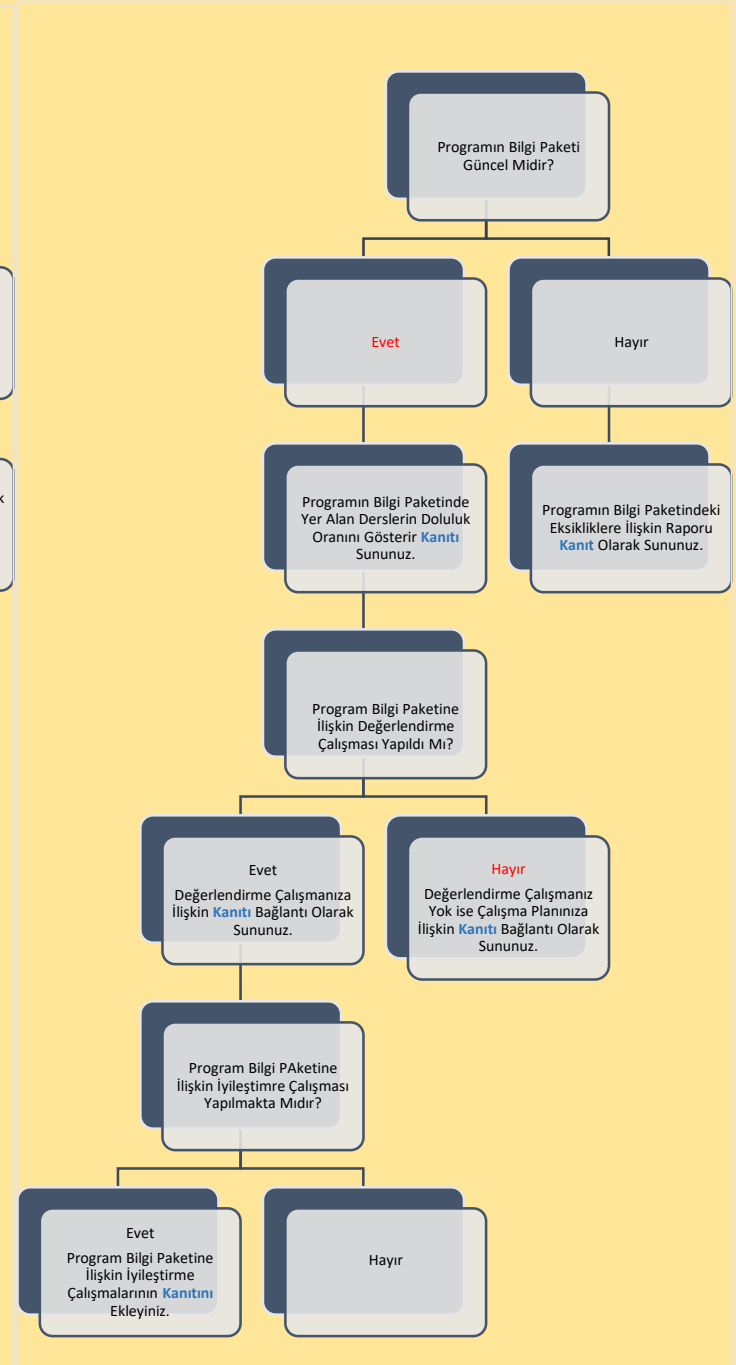 Programın Bilgi Paketi
Güncel Midir?
Evet
Hayır
Programın Bilgi Paketinde
Yer Alan Derslerin Doluluk
Oranını Gösterir Kanıtı
Sununuz.
Programın Bilgi Paketindeki
Eksikliklere İlişkin Raporu
Kanıt Olarak Sununuz.
Program Bilgi Paketine
İlişkin Değerlendirme
Çalışması Yapıldı Mı?
Evet
Değerlendirme Çalışmanıza
İlişkin Kanıtı Bağlantı Olarak
Sununuz.
Hayır
Değerlendirme Çalışmanız
Yok ise Çalışma Planınıza
İlişkin Kanıtı Bağlantı Olarak
Sununuz.
Program Bilgi PAketine
İlişkin İyileştimre Çalışması
Yapılmakta Mıdır?
Evet
Program Bilgi Paketine
İlişkin İyileştirme
Çalışmalarının Kanıtını
Ekleyiniz.
Hayır